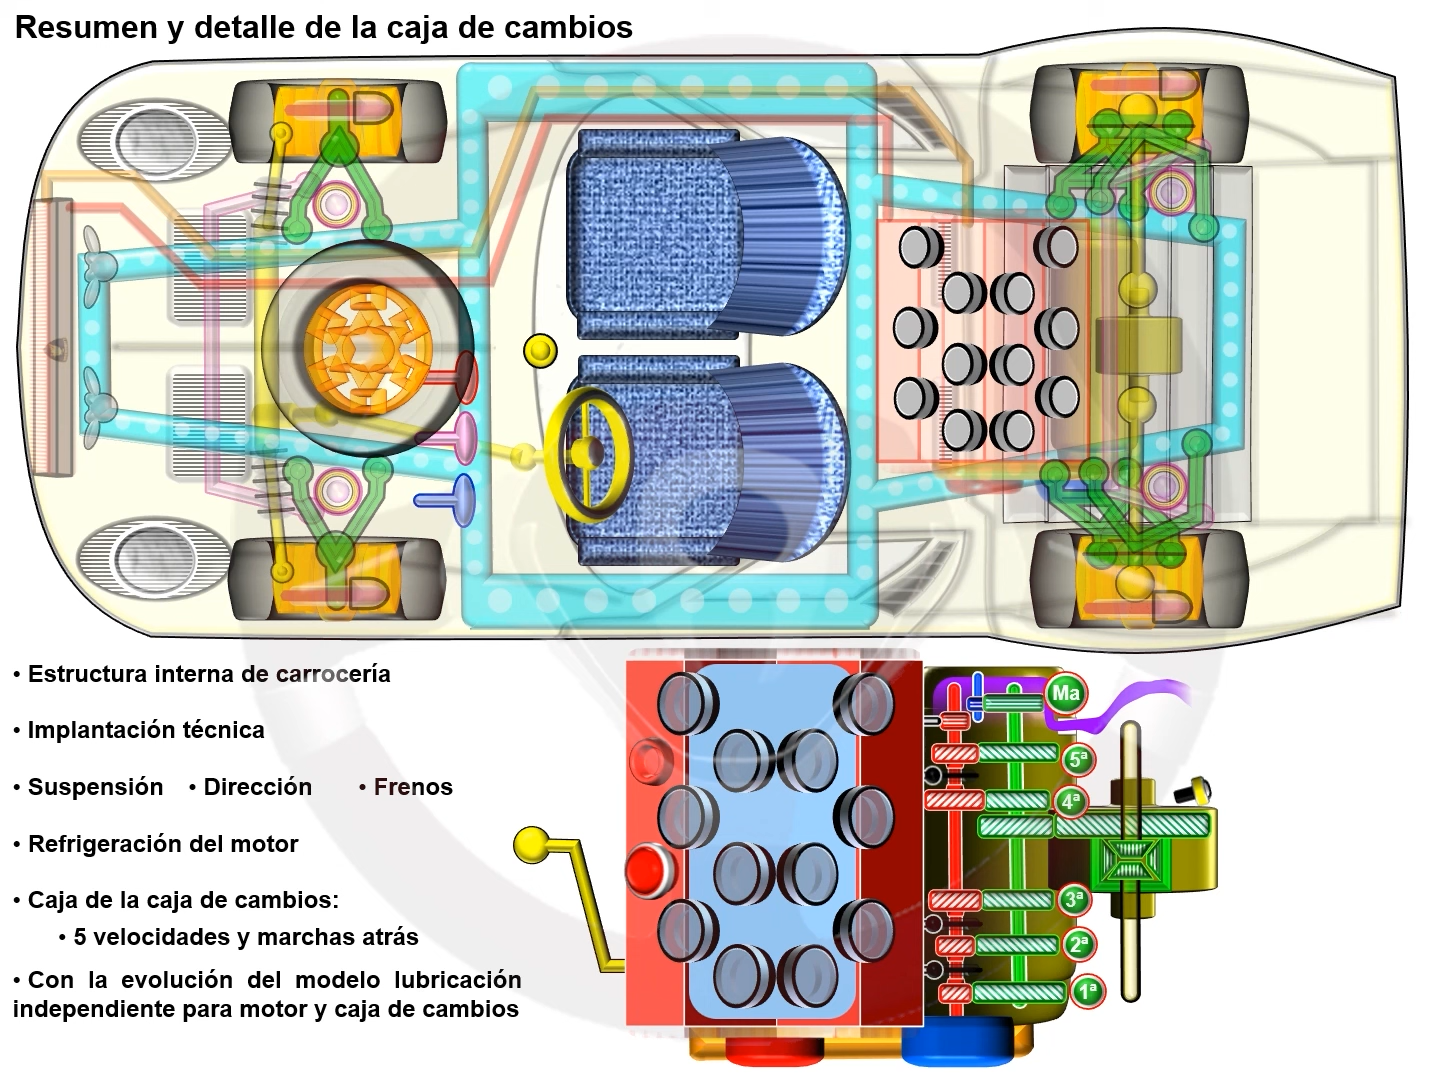 Resumen y detalle de la caja de cambios
• Estructura interna de carrocería
• Implantación técnica
• Suspensión • Dirección • Frenos
• Refrigeración del motor
• Caja de la caja de cambios:
• 5 velocidades y marchas atrás
• Con la evolución del modelo lubricación
independiente para motor y caja de cambios
Ma
5ª
4ª
3ª
2ª
1ª